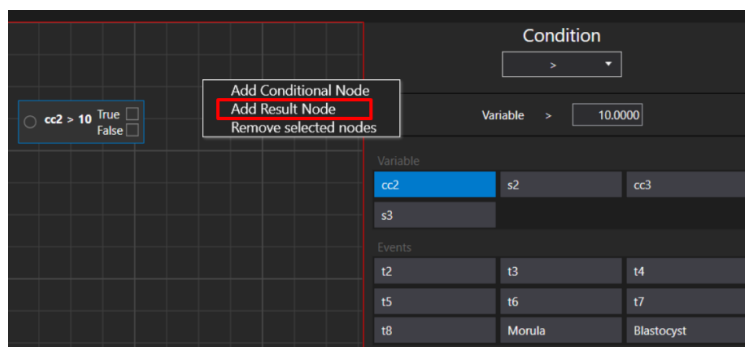 Condition
>
Add Conditional Node
Add Result Node
Remove selected nodes
cc2 > 10 True
False
Variable > 10.0000
Variable
cc2 s2 cc3
s3
Events
t2 t3 t4
t5 t6 t7
t8 Morula Blastocyst